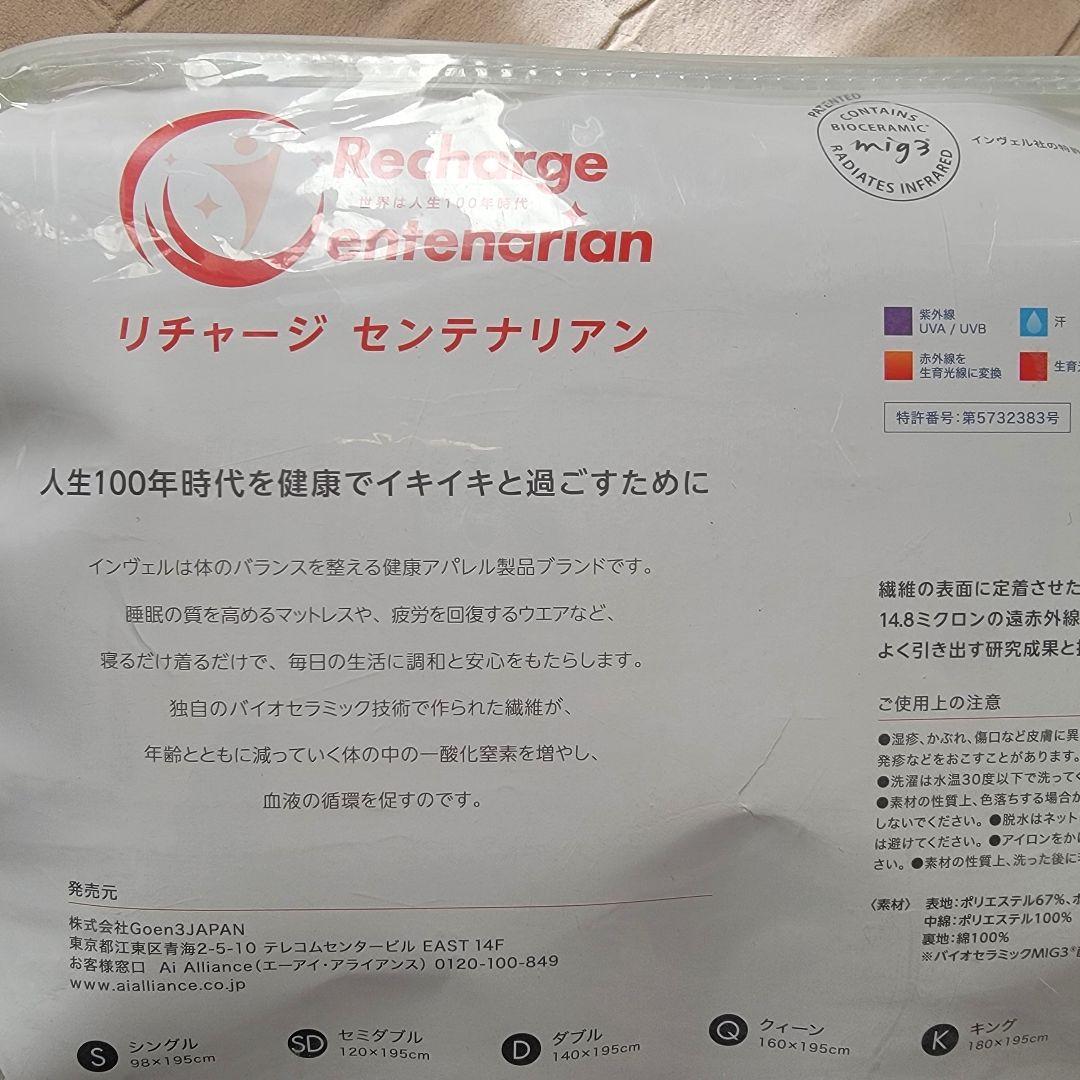 Recharge
世界は人生100年時代
entenarian
リチャージ センテナリアン
PATENTED
CONTAINS
BIOCERAMIC
mig3
RADIATES INFRARED
インヴェル社の特許
紫外線
UVA / UVB
汗
赤外線を
生育光線に変換
生育光
特許番号:第5732383号
人生100年時代を健康でイキイキと過ごすために
インヴェルは体のバランスを整える健康アパレル製品ブランドです。
睡眠の質を高めるマットレスや、疲労を回復するウエアなど、
寝るだけ着るだけで、毎日の生活に調和と安心をもたらします。
独自のバイオセラミック技術で作られた繊維が、
年齢とともに減っていく体の中の一酸化窒素を増やし、
血液の循環を促すのです。
繊維の表面に定着させた
14.8ミクロンの遠赤外線
よく引き出す研究成果と
ご使用上の注意
●湿疹、かぶれ、傷口など皮膚に異
発疹などをおこすことがあります。
●洗濯は水温30度以下で洗って
●素材の性質上、色落ちする場合が
しないでください。●脱水はネット
は避けてください。●アイロンをか
さい。●素材の性質上、洗った後に
〈素材〉 表地:ポリエステル67%、
中綿:ポリエステル100%
裏地:綿100%
※バイオセラミックMIG3®
発売元
株式会社Goen3JAPAN
東京都江東区青海2-5-10 テレコムセンタービル EAST 14F
お客様窓口 Ai Alliance(エーアイ・アライアンス) 0120-100-849
www.aialliance.co.jp
S シングル
98×195cm
SD セミダブル
120×195cm
D ダブル
140×195cm
Q クィーン
160×195cm
K キング
180×195cm